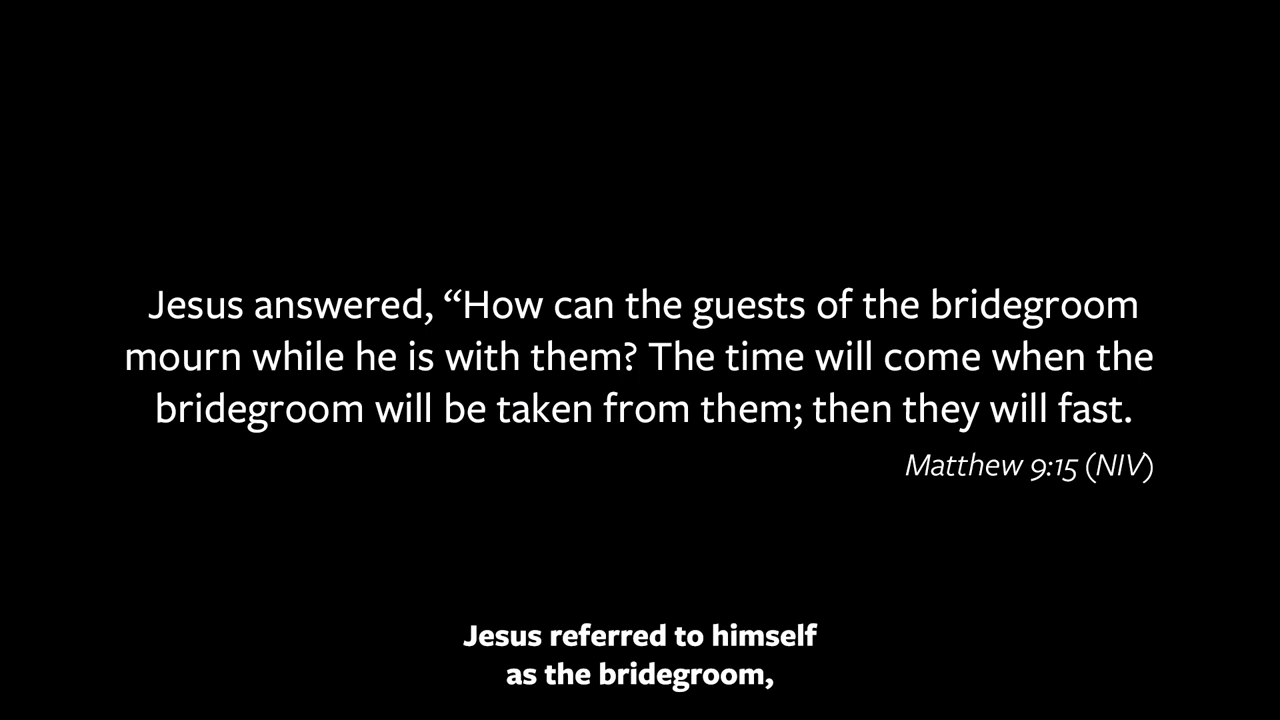 Jesus answered, “How can the guests of the bridegroom
mourn while he is with them? The time will come when the
bridegroom will be taken from them; then they will fast.
Matthew 9:15 (NIV)
Jesus referred to himself
as the bridegroom,